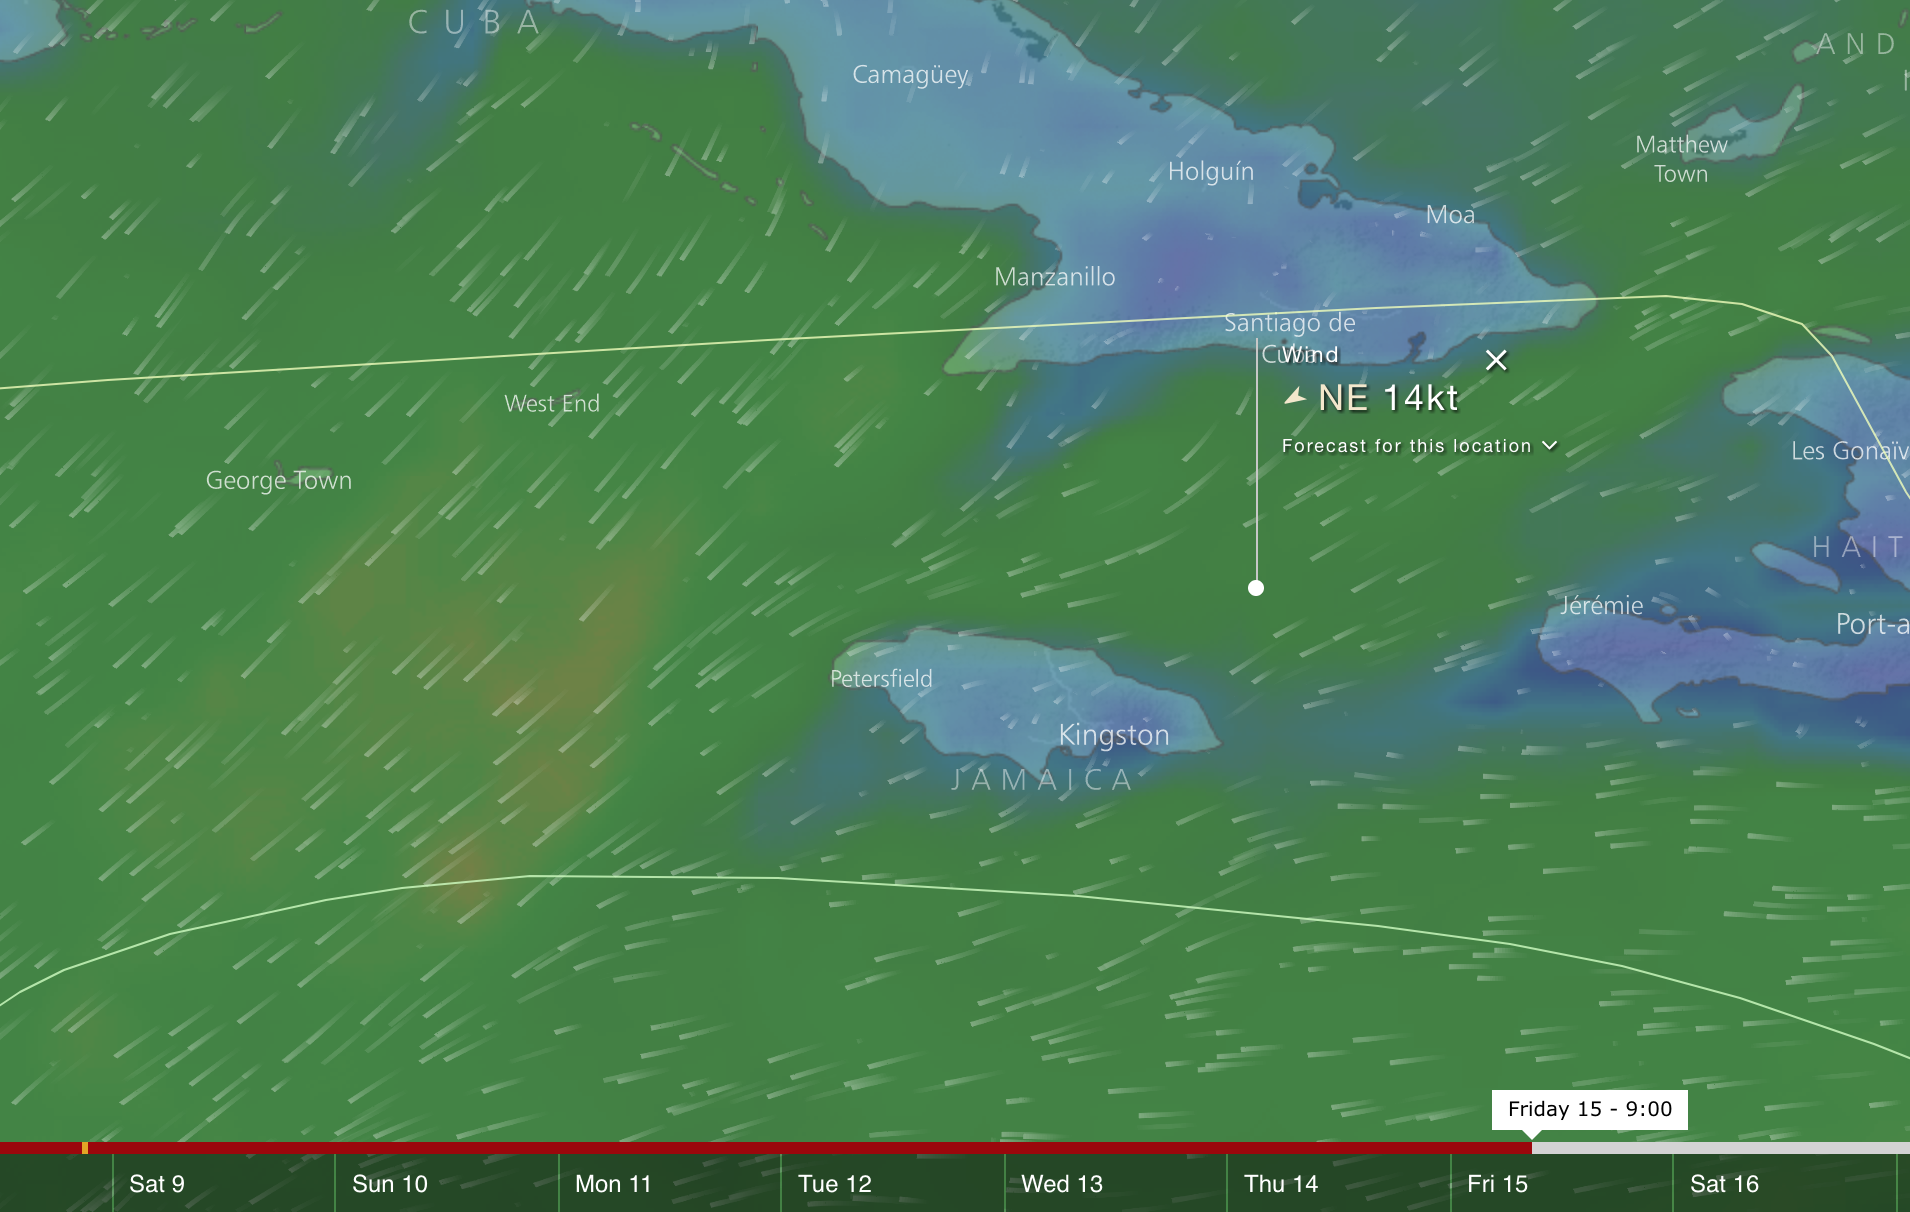 CUBA
AND
Camagüey
Matthew
Town
Holguín
Moa
Manzanillo
Santiago de
Cuba
Wind
NE 14kt
Forecast for this location
West End
George Town
Les Gonaïv
HAIT
Jérémie
Port-a
Petersfield
Kingston
JAMAICA
Friday 15 - 9:00
Sat 9
Sun 10
Mon 11
Tue 12
Wed 13
Thu 14
Fri 15
Sat 16